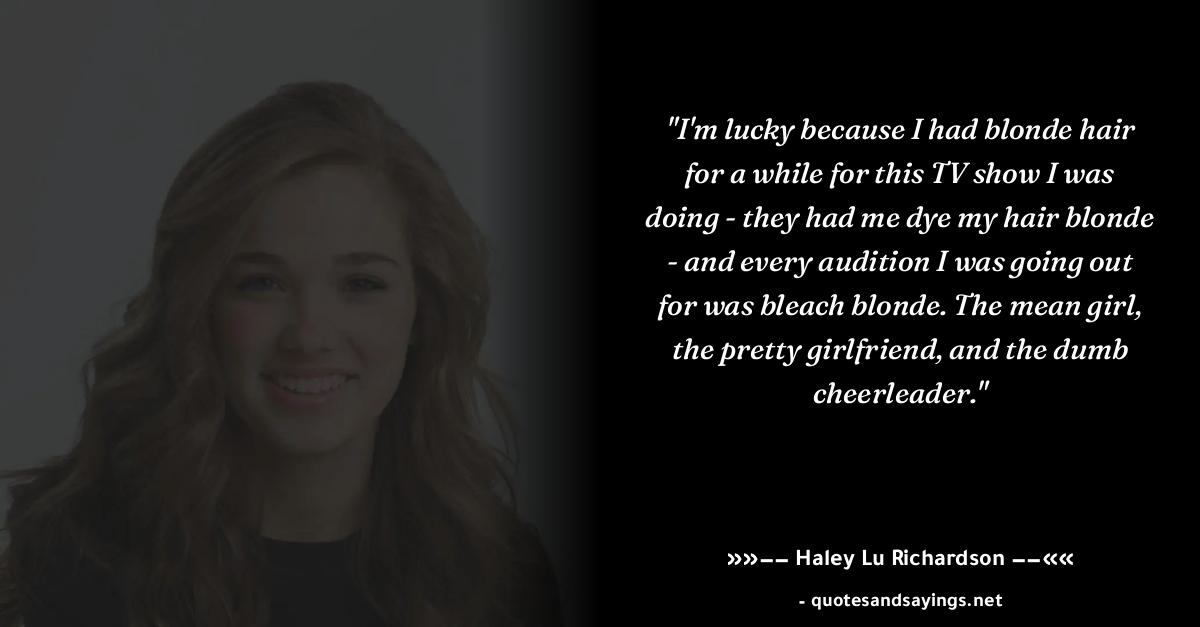 "I'm lucky because I had blonde hair
for a while for this TV show I was
doing - they had me dye my hair blonde
- and every audition I was going out
for was bleach blonde. The mean girl,
the pretty girlfriend, and the dumb
cheerleader."
»»−− Haley Lu Richardson −−««
- quotesandsayings.net